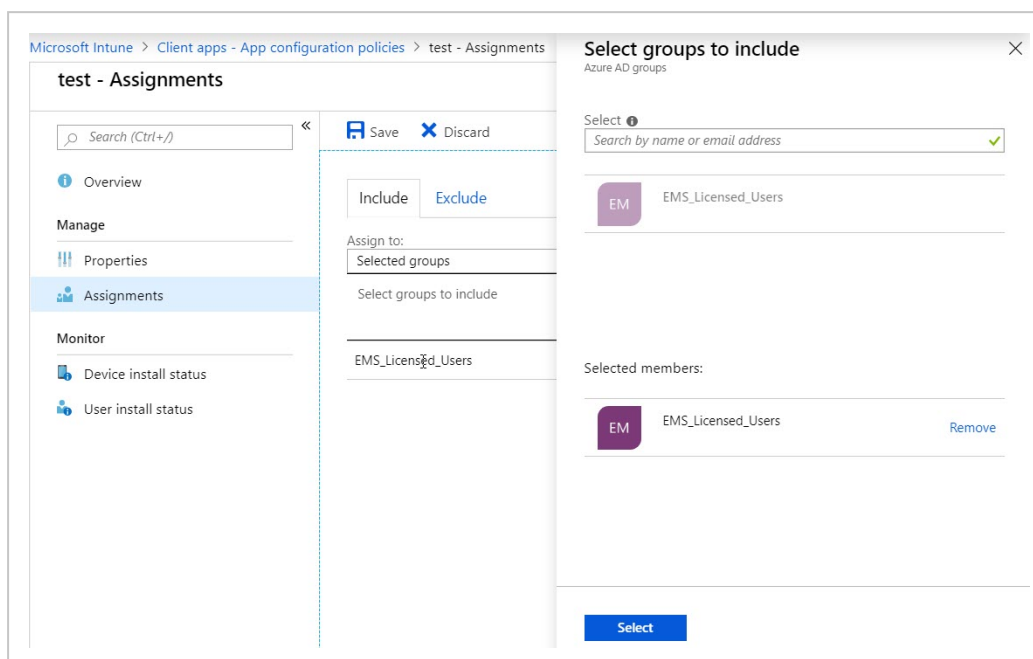 Microsoft Intune > Client apps - App configuration policies > test - Assignments
test - Assignments
Search (Ctrl+/)
«
Overview
Manage
Properties
Assignments
Monitor
Device install status
User install status
Save
Discard
Include
Exclude
Assign to:
Selected groups
Select groups to include
EMS_Licensed_Users
Select groups to include
Azure AD groups
Select
Search by name or email address
EM
EMS_Licensed_Users
Selected members:
EM
EMS_Licensed_Users
Remove
Select